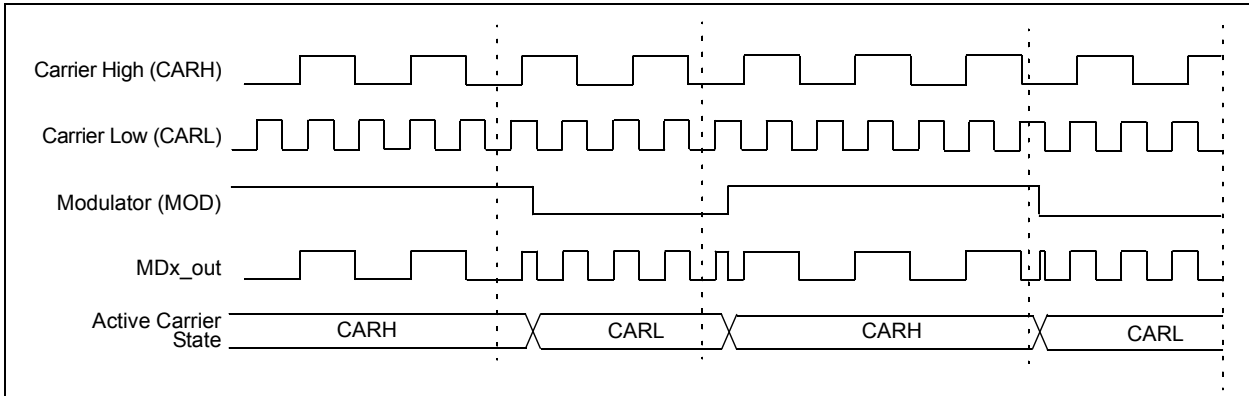 Carrier High (CARH)
Carrier Low (CARL)
Modulator (MOD)
MDx_out
Active Carrier
State
CARH
CARL
CARH
CARL